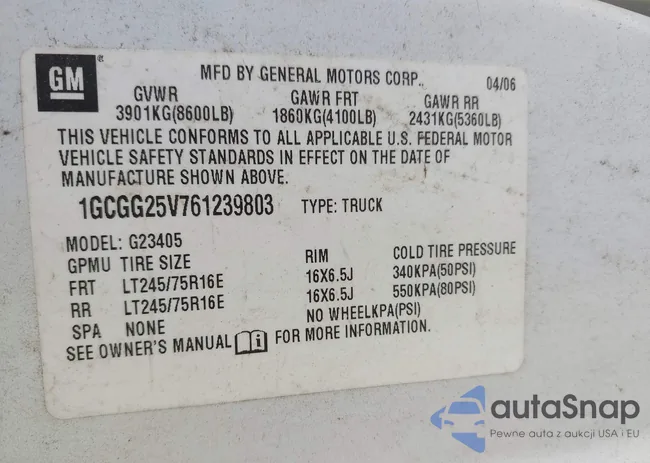 GM
MFD BY GENERAL MOTORS CORP. 04/06
GVWR GAWR FRT GAWR RR
3901KG(8600LB) 1860KG(4100LB) 2431KG(5360LB)
THIS VEHICLE CONFORMS TO ALL APPLICABLE U.S. FEDERAL MOTOR
VEHICLE SAFETY STANDARDS IN EFFECT ON THE DATE OF
MANUFACTURE SHOWN ABOVE.
1GCGG25V761239803 TYPE: TRUCK
MODEL: G23405
GPMU TIRE SIZE RIM COLD TIRE PRESSURE
FRT LT245/75R16E 16X6.5J 340KPA(50PSI)
RR LT245/75R16E 16X6.5J 550KPA(80PSI)
SPA NONE NO WHEELKPA(PSI)
SEE OWNER'S MANUAL i FOR MORE INFORMATION.
autaSnap
Pewne auta z aukcji USA i EU